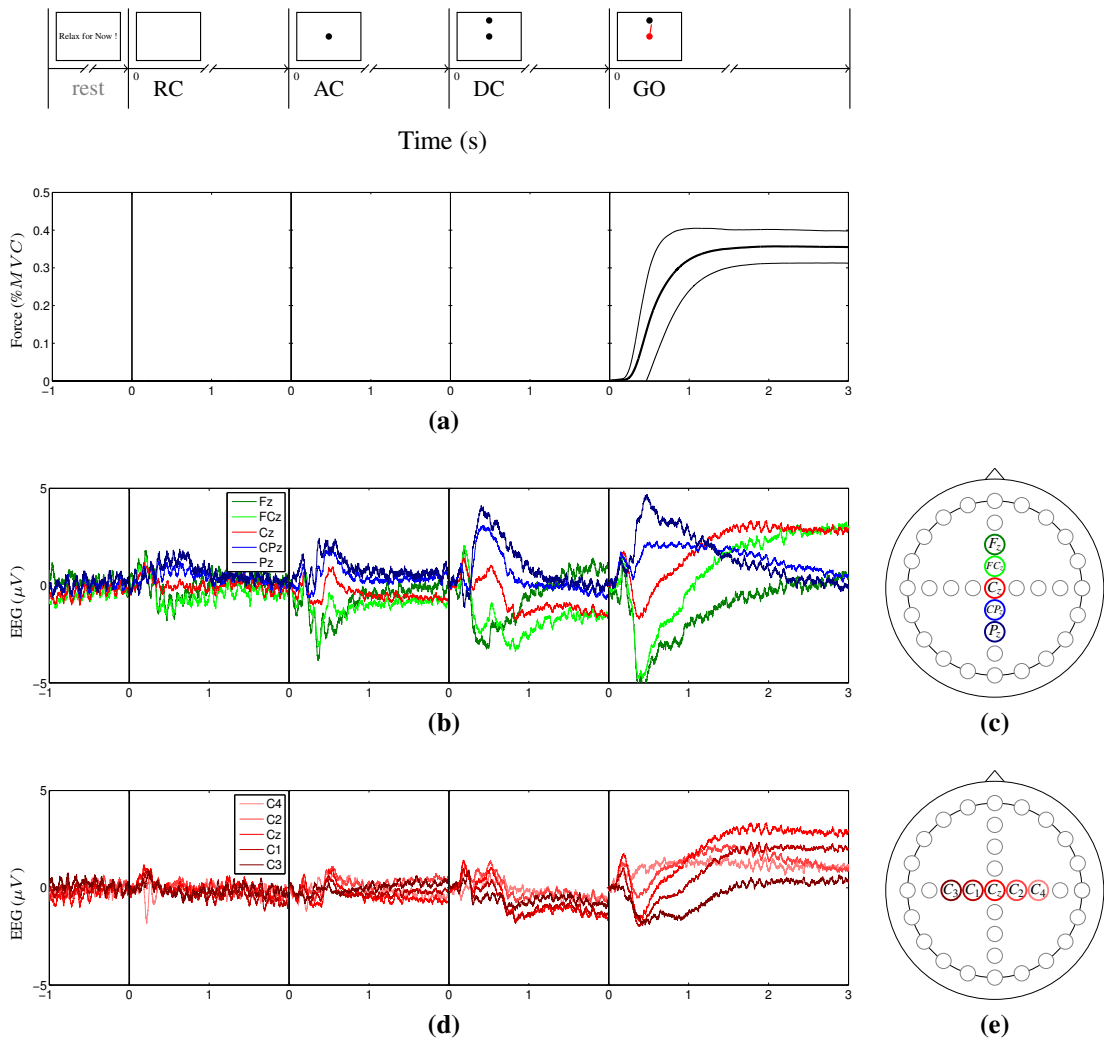 Relax for Now !
0 0 0 0
rest RC AC DC GO
Time (s)
Force (%MVC)
0.5
0.4
0.3
0.2
0.1
0
−1 0 1 0 1 0 1 0 1 2 3
(a)
EEG (μV)
5
0
−5
Fz
FCz
Cz
CPz
Pz
−1 0 1 0 1 0 1 0 1 2 3
(b)
Fz
FCz
Cz
CPz
Pz
(c)
EEG (μV)
5
0
−5
C4
C2
Cz
C1
C3
−1 0 1 0 1 0 1 0 1 2 3
(d)
C3 C1 Cz C2 C4
(e)